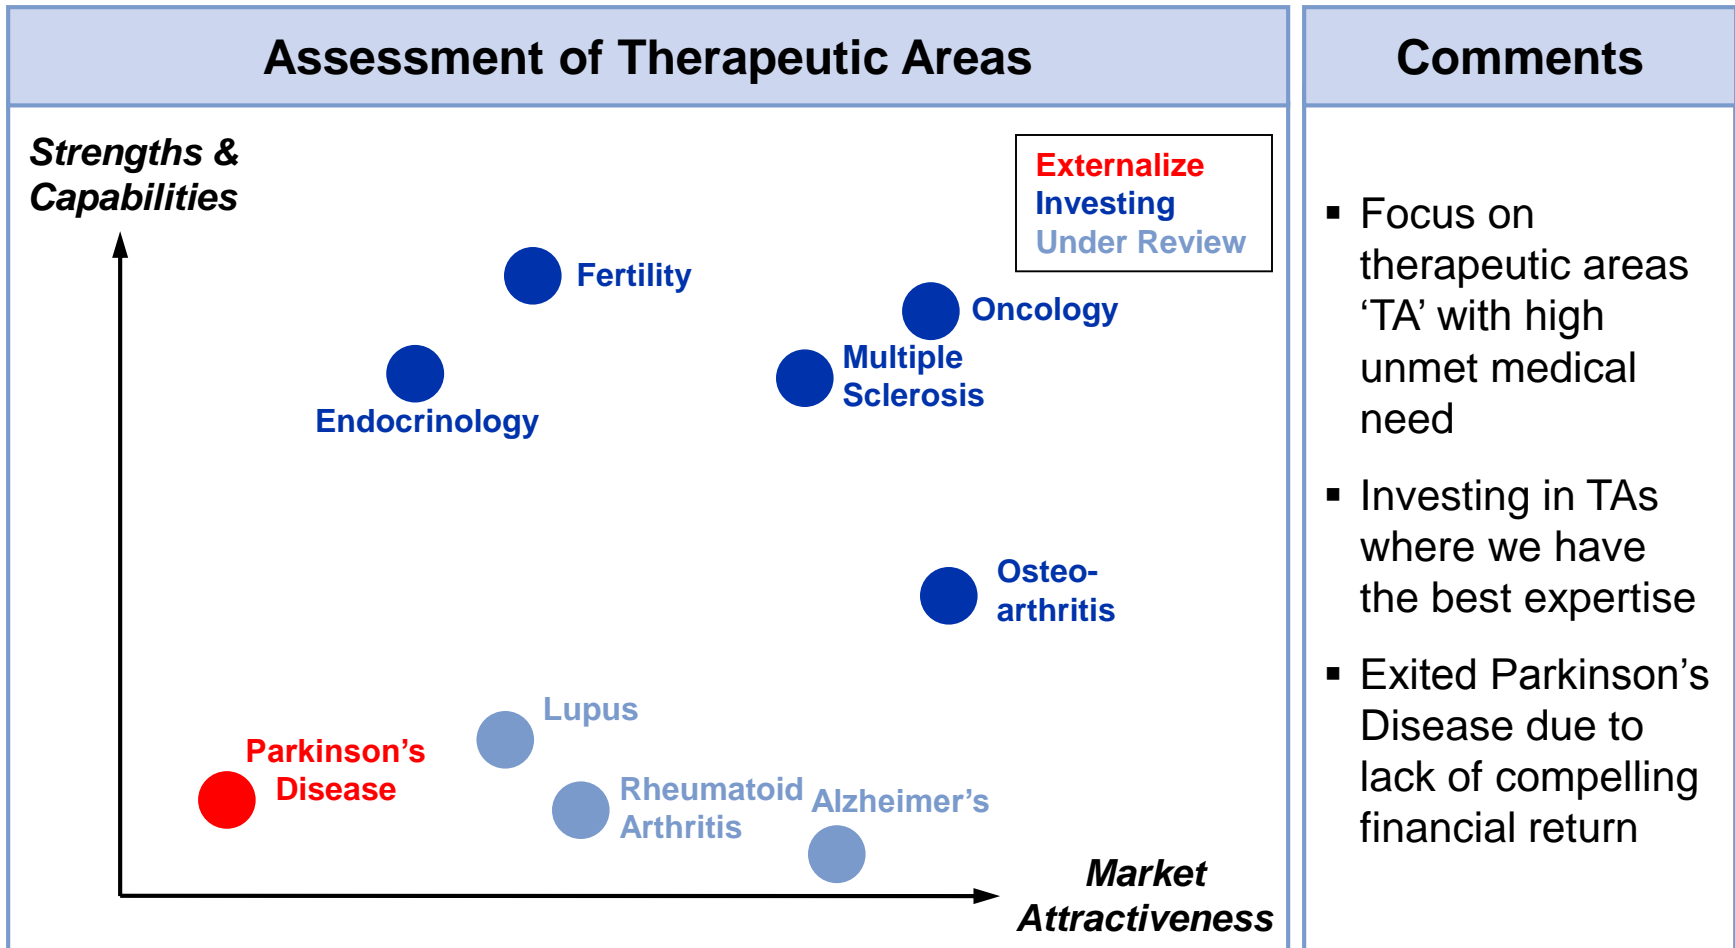 Assessment of Therapeutic Areas
Strengths &
Capabilities
Externalize
Investing
Under Review
Fertility
Oncology
Multiple
Sclerosis
Endocrinology
Osteo-
arthritis
Lupus
Parkinson’s
Disease
Rheumatoid
Arthritis
Alzheimer’s
Market
Attractiveness
Comments
▪ Focus on
therapeutic areas
‘TA’ with high
unmet medical
need
▪ Investing in TAs
where we have
the best expertise
▪ Exited Parkinson’s
Disease due to
lack of compelling
financial return